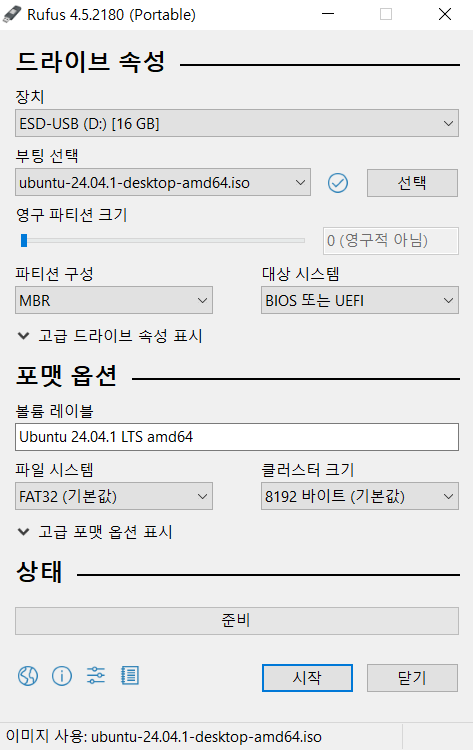 Rufus 4.5.2180 (Portable)
드라이브 속성
장치
ESD-USB (D:) [16 GB]
부팅 선택
ubuntu-24.04.1-desktop-amd64.iso
선택
영구 파티션 크기
0 (영구적 아님)
파티션 구성
대상 시스템
MBR
BIOS 또는 UEFI
고급 드라이브 속성 표시
포맷 옵션
볼륨 레이블
Ubuntu 24.04.1 LTS amd64
파일 시스템
클러스터 크기
FAT32 (기본값)
8192 바이트 (기본값)
고급 포맷 옵션 표시
상태
준비
시작
닫기
이미지 사용: ubuntu-24.04.1-desktop-amd64.iso